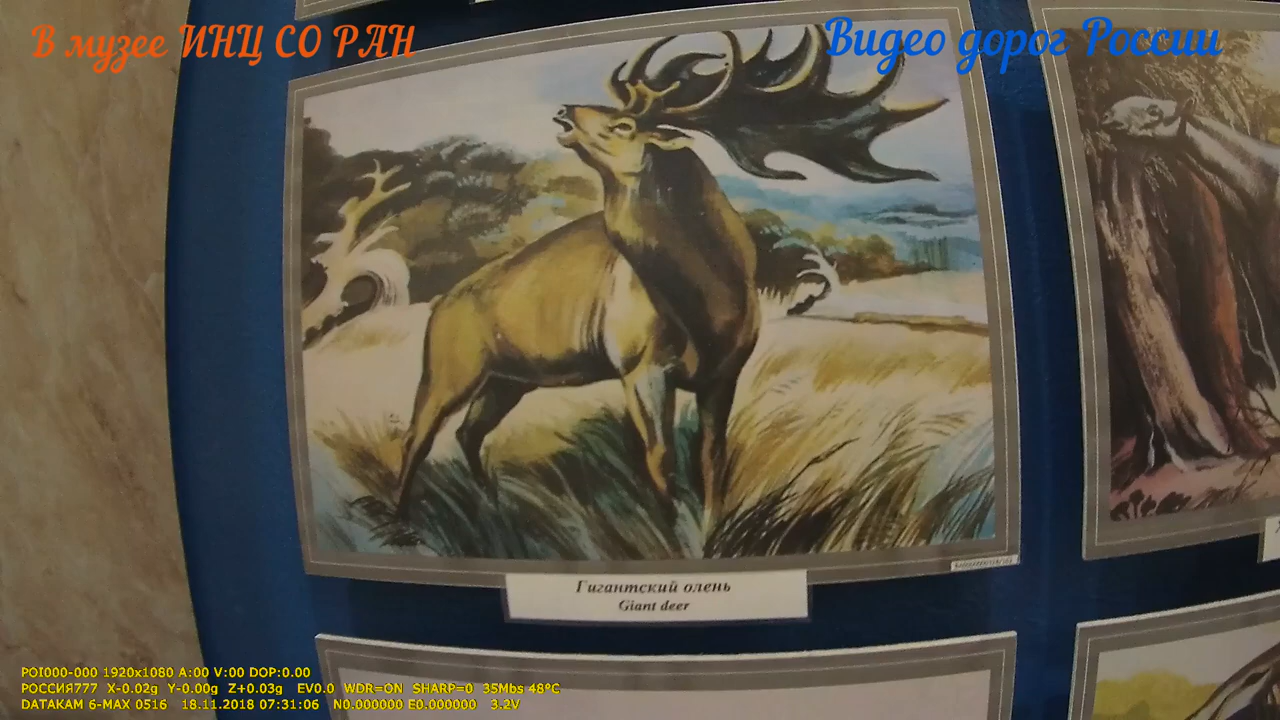 В музее ИНЦ СО РАН
Видео дорог России
Гигантский олень
Giant deer
POI000-000 1920x1080 A:00 V:00 DOP:0.00
РОССИЯ777 X-0.02g Y-0.00g Z+0.03g EV0.0 WDR=ON SHARP=0 35Mbs 48ºC
DATAKAM 6-MAX 0516 18.11.2018 07:31:06 N0.000000 E0.000000 3.2V